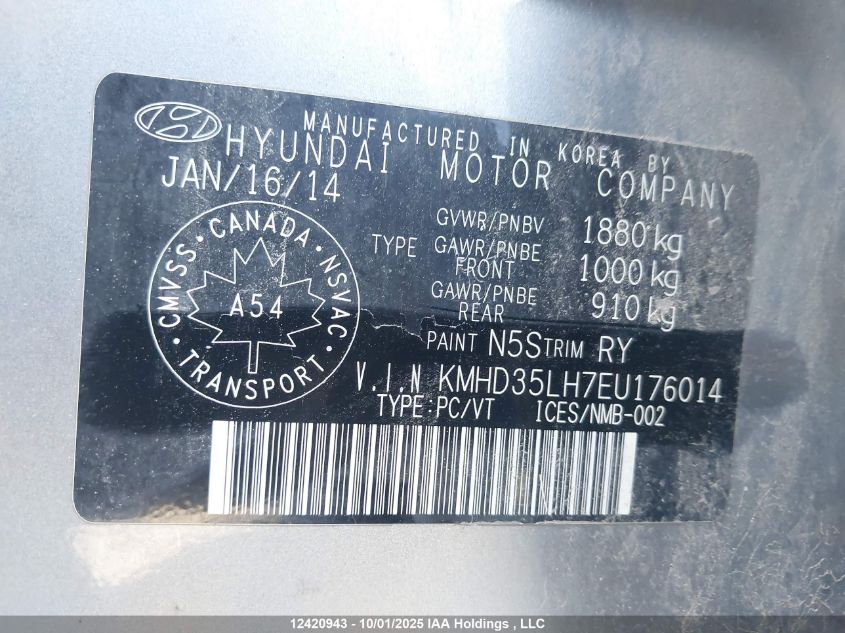 MANUFACTURED IN KOREA BY
HYUNDAI MOTOR COMPANY
JAN/16/14
GVWR/PNBV 1880 kg
TYPE GAWR/PNBE FRONT 1000 kg
GAWR/PNBE REAR 910 kg
CMVSS · CANADA · NSVAC · TRANSPORT ·
A54
PAINT N5S TRIM RY
V.I.N KMHD35LH7EU176014
TYPE:PC/VT ICES/NMB-002
12420943 - 10/01/2025 IAA Holdings , LLC